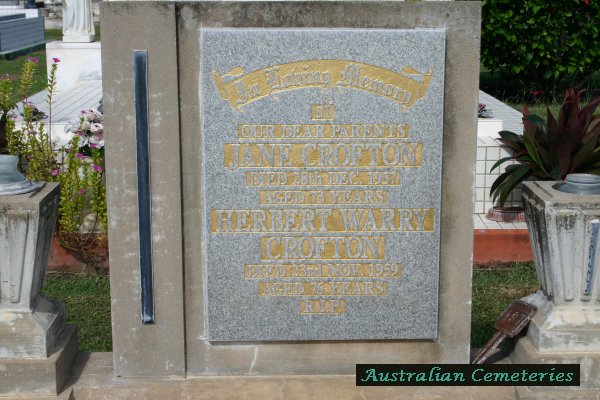 In Loving Memory
of
OUR DEAR PARENTS
JANE CROFTON
DIED 28TH DEC. 1957
AGED 75 YEARS
HERBERT WARRY
CROFTON
DIED 23RD NOV. 1959
AGED 76 YEARS
R.I.P.
Australian Cemeteries